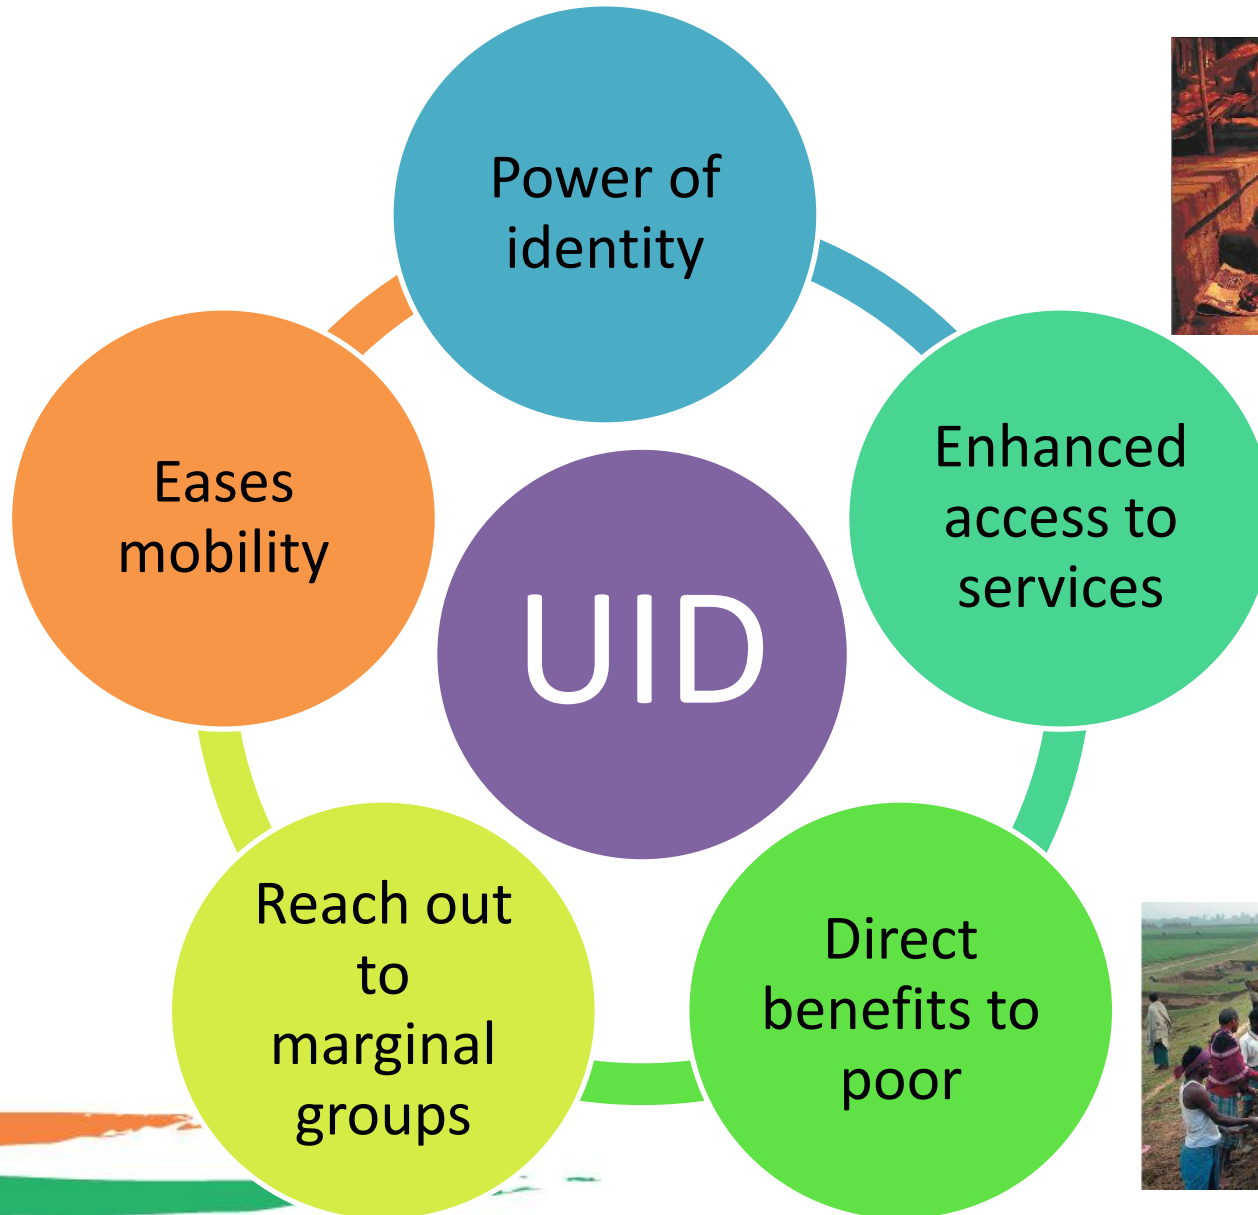 Power of
identity
Enhanced
access to
services
Direct
benefits to
poor
Reach out
to
marginal
groups
Eases
mobility
UID